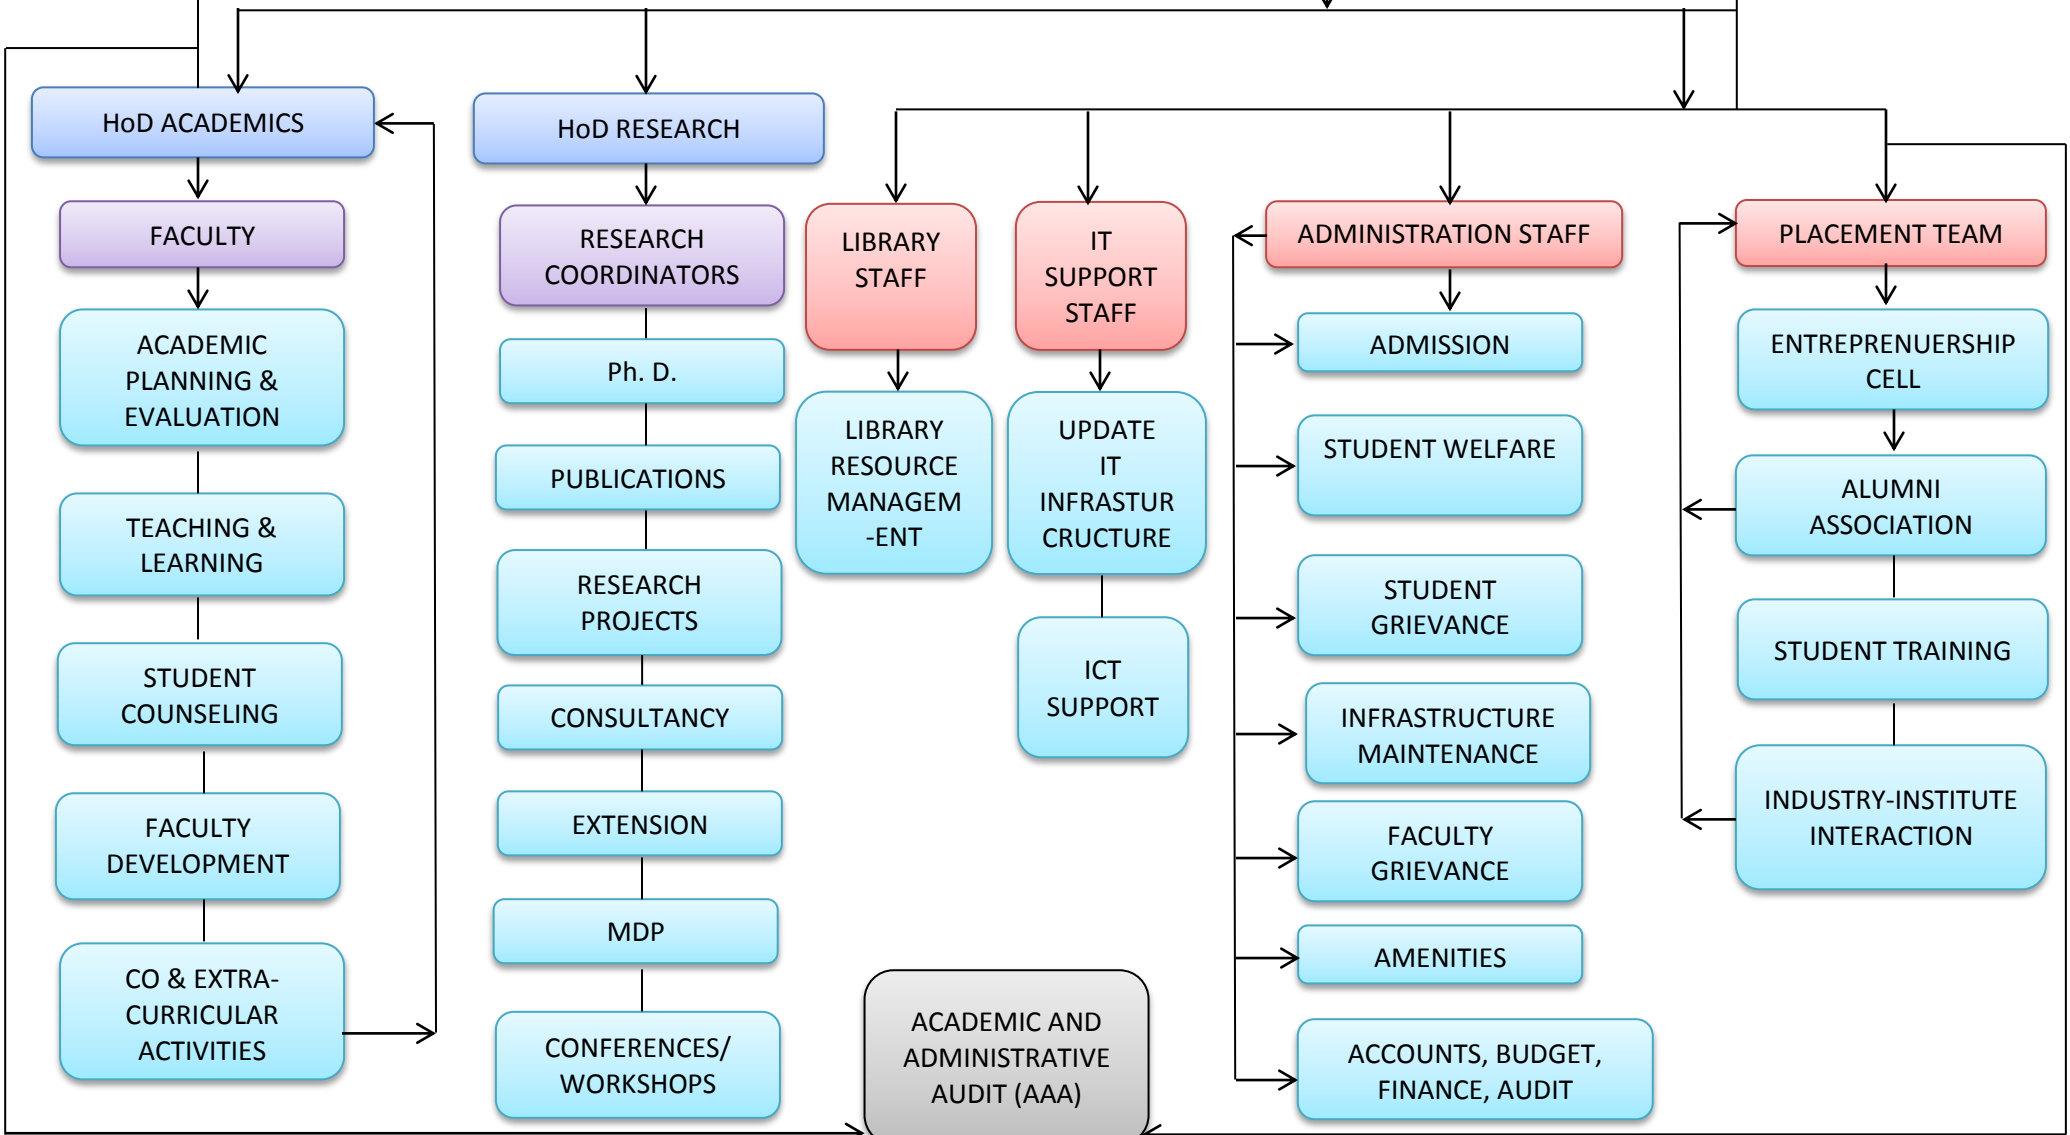 HoD ACADEMICS
FACULTY
ACADEMIC
PLANNING &
EVALUATION
TEACHING &
LEARNING
STUDENT
COUNSELING
FACULTY
DEVELOPMENT
CO & EXTRA-
CURRICULAR
ACTIVITIES
HoD RESEARCH
RESEARCH
COORDINATORS
Ph. D.
PUBLICATIONS
RESEARCH
PROJECTS
CONSULTANCY
EXTENSION
MDP
CONFERENCES/
WORKSHOPS
LIBRARY
STAFF
LIBRARY
RESOURCE
MANAGEM
-ENT
IT
SUPPORT
STAFF
UPDATE
IT
INFRASTUR
CRUCTURE
ICT
SUPPORT
ADMINISTRATION STAFF
ADMISSION
STUDENT WELFARE
STUDENT
GRIEVANCE
INFRASTRUCTURE
MAINTENANCE
FACULTY
GRIEVANCE
AMENITIES
ACCOUNTS, BUDGET,
FINANCE, AUDIT
PLACEMENT TEAM
ENTREPRENUERSHIP
CELL
ALUMNI
ASSOCIATION
STUDENT TRAINING
INDUSTRY-INSTITUTE
INTERACTION
ACADEMIC AND
ADMINISTRATIVE
AUDIT (AAA)